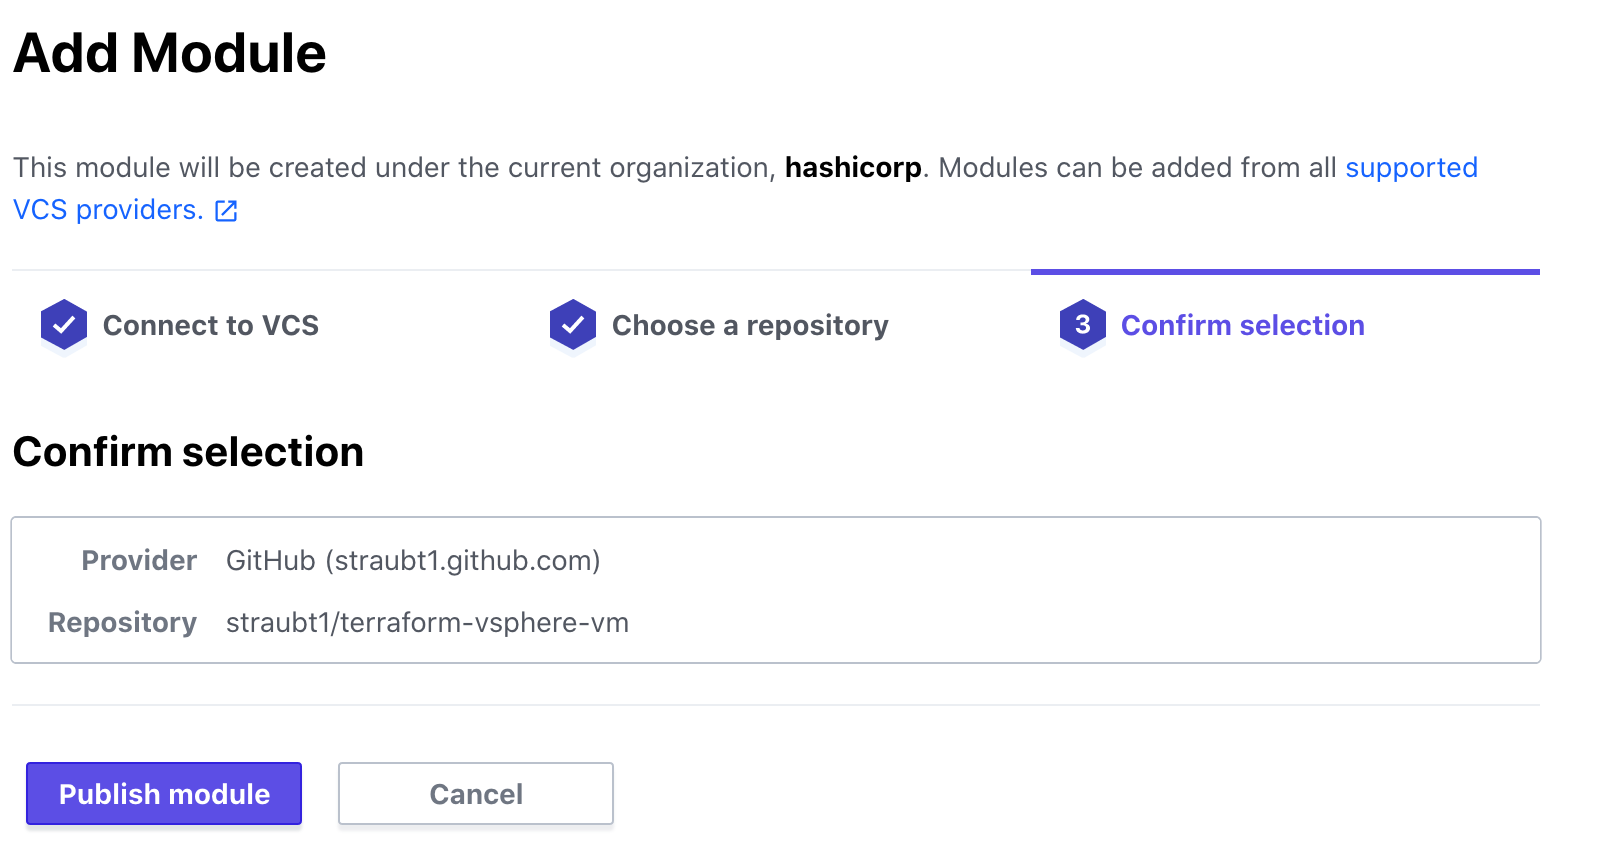 Add Module
This module will be created under the current organization, hashicorp. Modules can be added from all supported
VCS providers.
Connect to VCS
Choose a repository
3 Confirm selection
Confirm selection
Provider GitHub (straubt1.github.com)
Repository straubt1/terraform-vsphere-vm
Publish module
Cancel